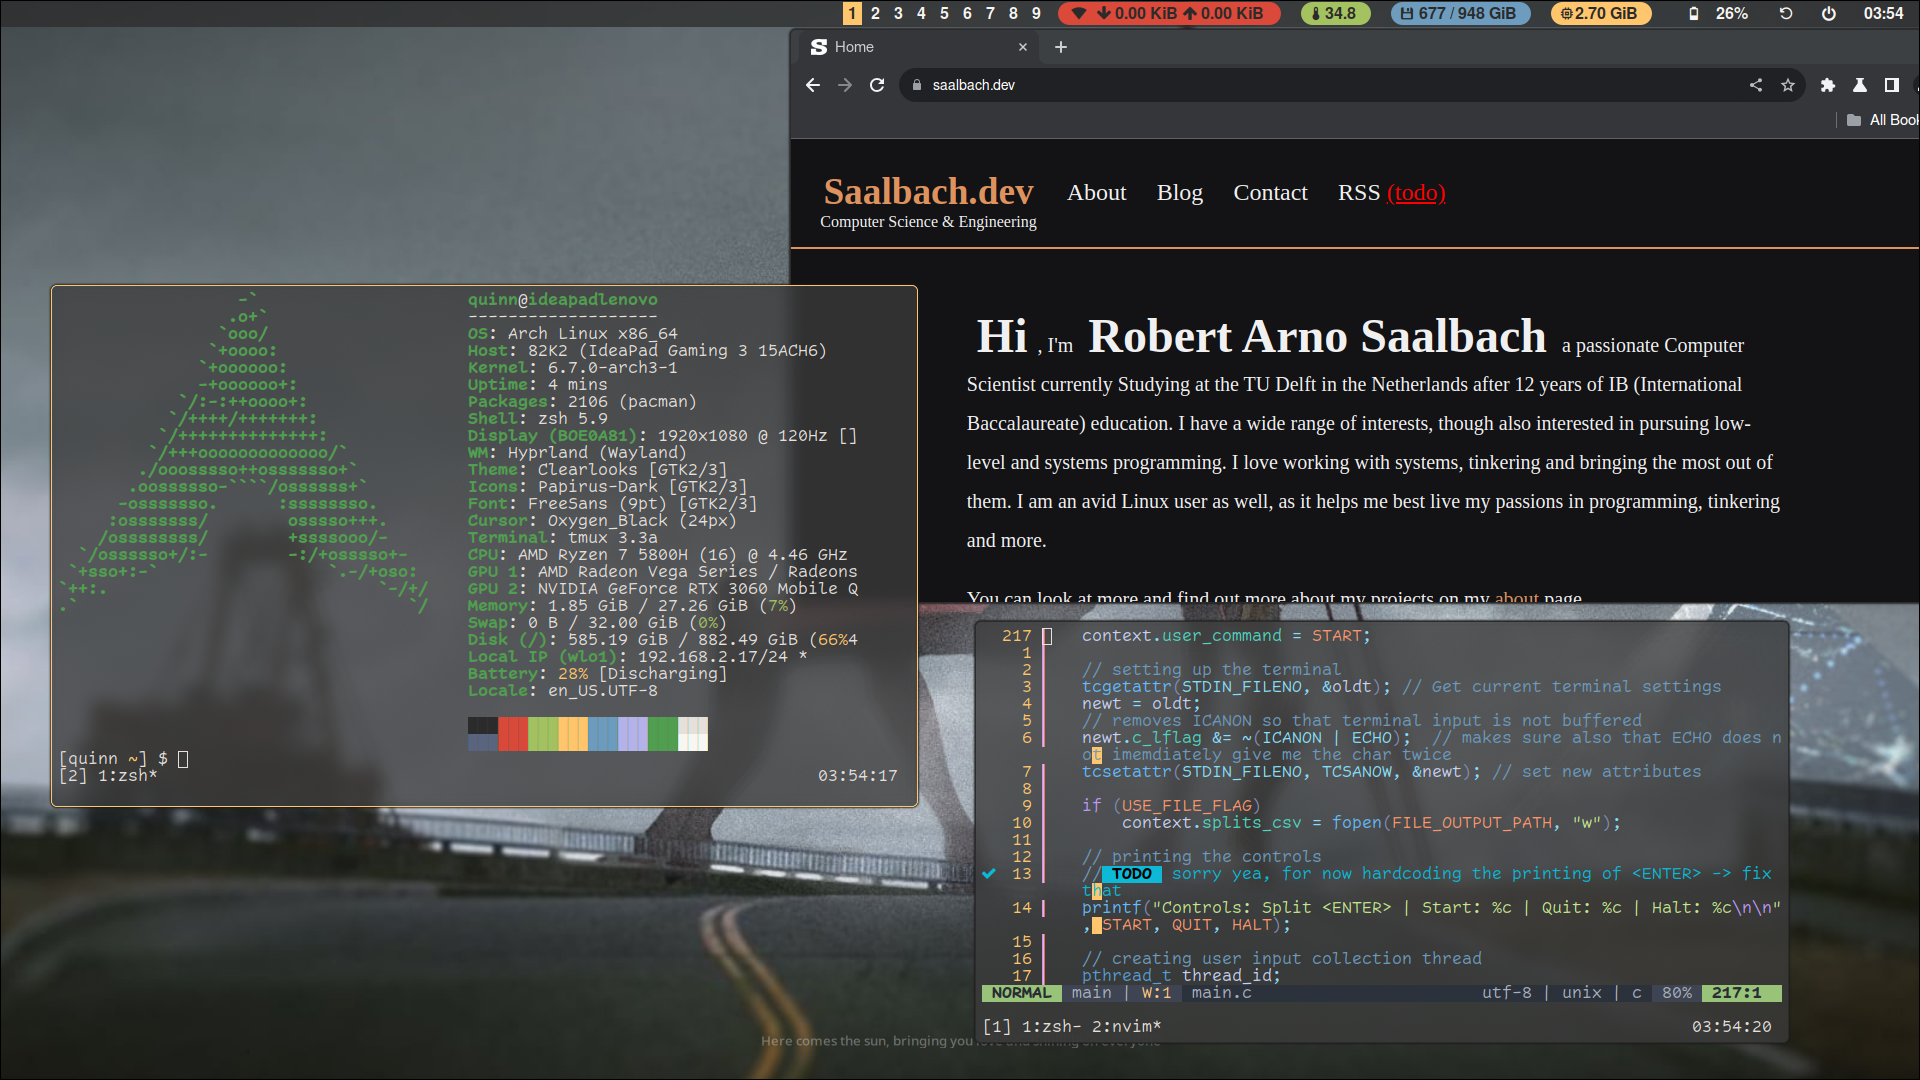 1 2 3 4 5 6 7 8 9 0.00 KiB 0.00 KiB 34.8 677 / 948 GiB 2.70 GiB 26% 03:54
S Home × +
saalbach.dev
All Book
Saalbach.dev About Blog Contact RSS (todo)
Computer Science & Engineering
Hi , I'm Robert Arno Saalbach a passionate Computer
Scientist currently Studying at the TU Delft in the Netherlands after 12 years of IB (International
Baccalaureate) education. I have a wide range of interests, though also interested in pursuing low-
level and systems programming. I love working with systems, tinkering and bringing the most out of
them. I am an avid Linux user as well, as it helps me best live my passions in programming, tinkering
and more.
You can look at more and find out more about my projects on my about page
quinn@ideapadlenovo
-------------------
OS: Arch Linux x86_64
Host: 82K2 (IdeaPad Gaming 3 15ACH6)
Kernel: 6.7.0-arch3-1
Uptime: 4 mins
Packages: 2106 (pacman)
Shell: zsh 5.9
Display (BOE0A81): 1920x1080 @ 120Hz []
WM: Hyprland (Wayland)
Theme: Clearlooks [GTK2/3]
Icons: Papirus-Dark [GTK2/3]
Font: FreeSans (9pt) [GTK2/3]
Cursor: Oxygen_Black (24px)
Terminal: tmux 3.3a
CPU: AMD Ryzen 7 5800H (16) @ 4.46 GHz
GPU 1: AMD Radeon Vega Series / Radeons
GPU 2: NVIDIA GeForce RTX 3060 Mobile Q
Memory: 1.85 GiB / 27.26 GiB (7%)
Swap: 0 B / 32.00 GiB (0%)
Disk (/): 585.19 GiB / 882.49 GiB (66%4
Local IP (wlo1): 192.168.2.17/24 *
Battery: 28% [Discharging]
Locale: en_US.UTF-8
[quinn ~] $
[2] 1:zsh* 03:54:17
217 context.user_command = START;
1
2 // setting up the terminal
3 tcgetattr(STDIN_FILENO, &oldt); // Get current terminal settings
4 newt = oldt;
5 // removes ICANON so that terminal input is not buffered
6 newt.c_lflag &= ~(ICANON | ECHO); // makes sure also that ECHO does n
ot imemdiately give me the char twice
7 tcsetattr(STDIN_FILENO, TCSANOW, &newt); // set new attributes
8
9 if (USE_FILE_FLAG)
10 context.splits_csv = fopen(FILE_OUTPUT_PATH, "w");
11
12 // printing the controls
13 // TODO sorry yea, for now hardcoding the printing of <ENTER> -> fix
that
14 printf("Controls: Split <ENTER> | Start: %c | Quit: %c | Halt: %c\n\n"
, START, QUIT, HALT);
15
16 // creating user input collection thread
17 pthread_t thread_id;
NORMAL main | W:1 main.c utf-8 | unix | c 80% 217:1
[1] 1:zsh- 2:nvim* 03:54:20
Here comes the sun, bringing you love and shining on everyone